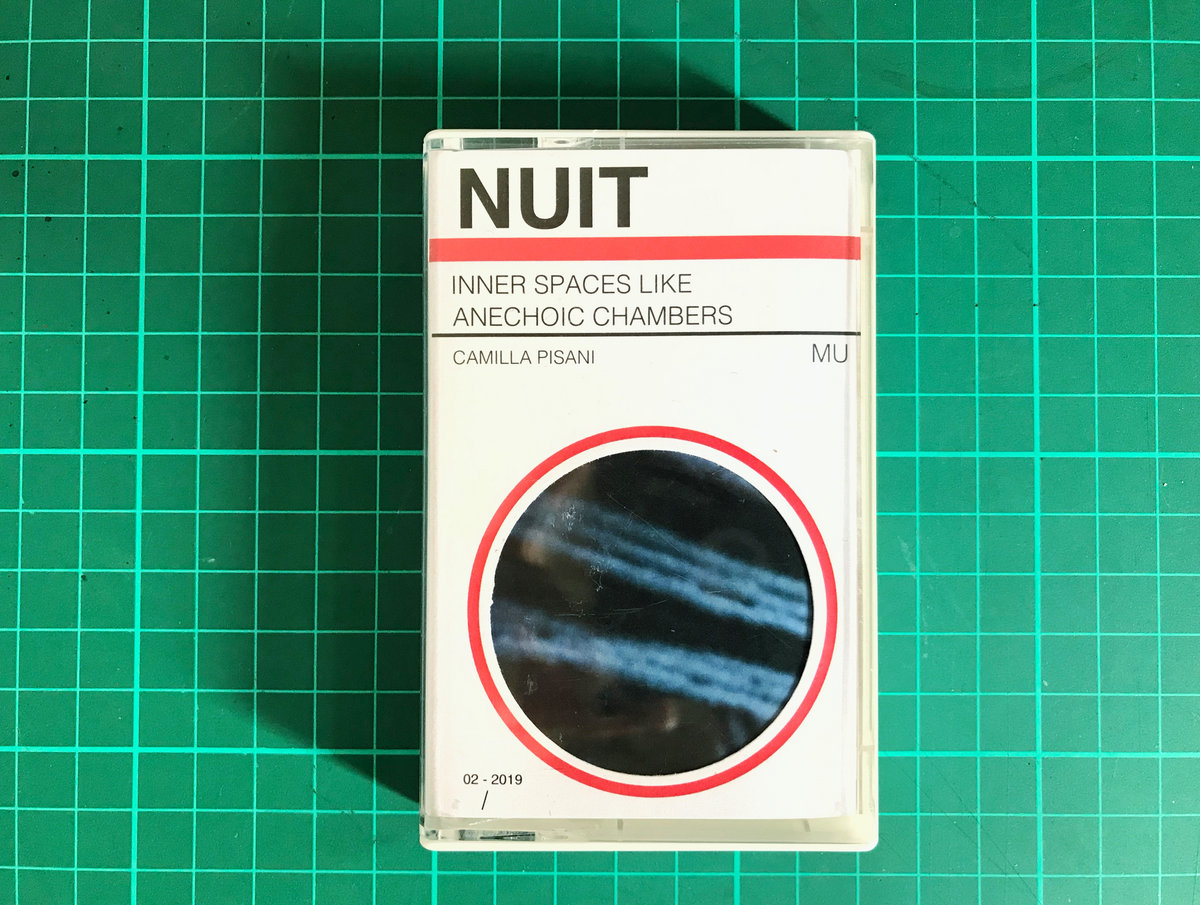 NUIT
INNER SPACES LIKE
ANECHOIC CHAMBERS
CAMILLA PISANI
MU
02 - 2019
/